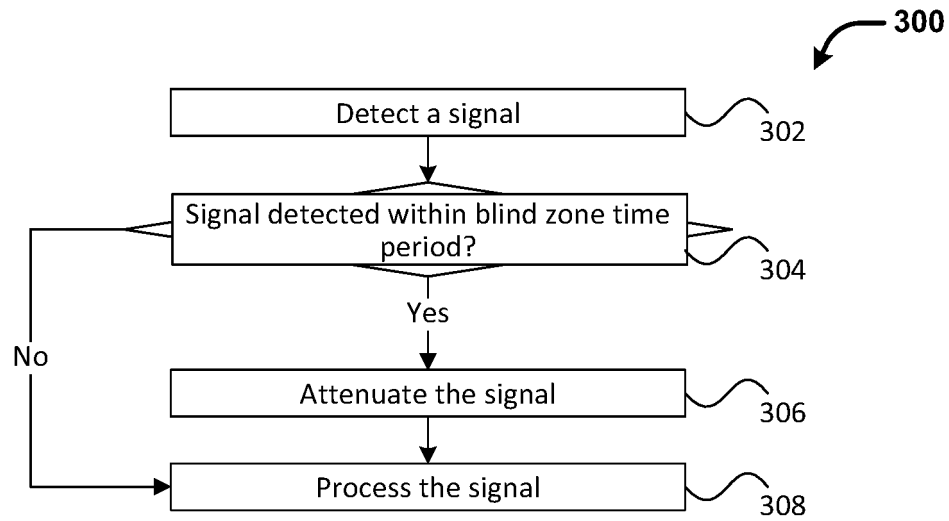 300
Detect a signal
302
Signal detected within blind zone time
period?
304
Yes
No
Attenuate the signal
306
Process the signal
308